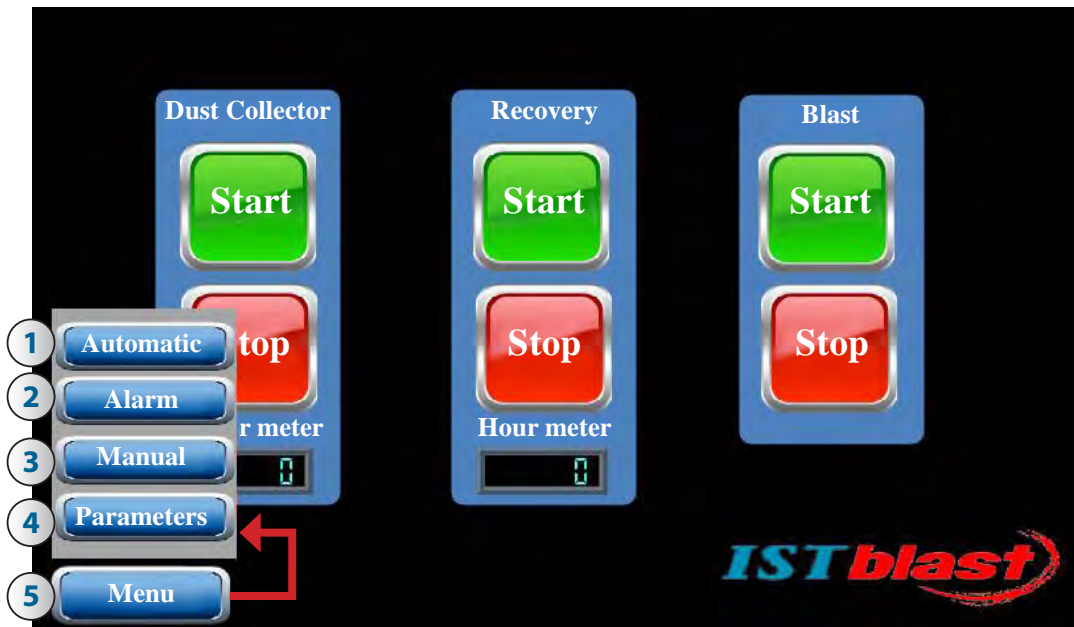 Dust Collector
Start
top
r meter
0
Recovery
Start
Stop
Hour meter
0
Blast
Start
Stop
1 Automatic
2 Alarm
3 Manual
4 Parameters
5 Menu
ISTblast